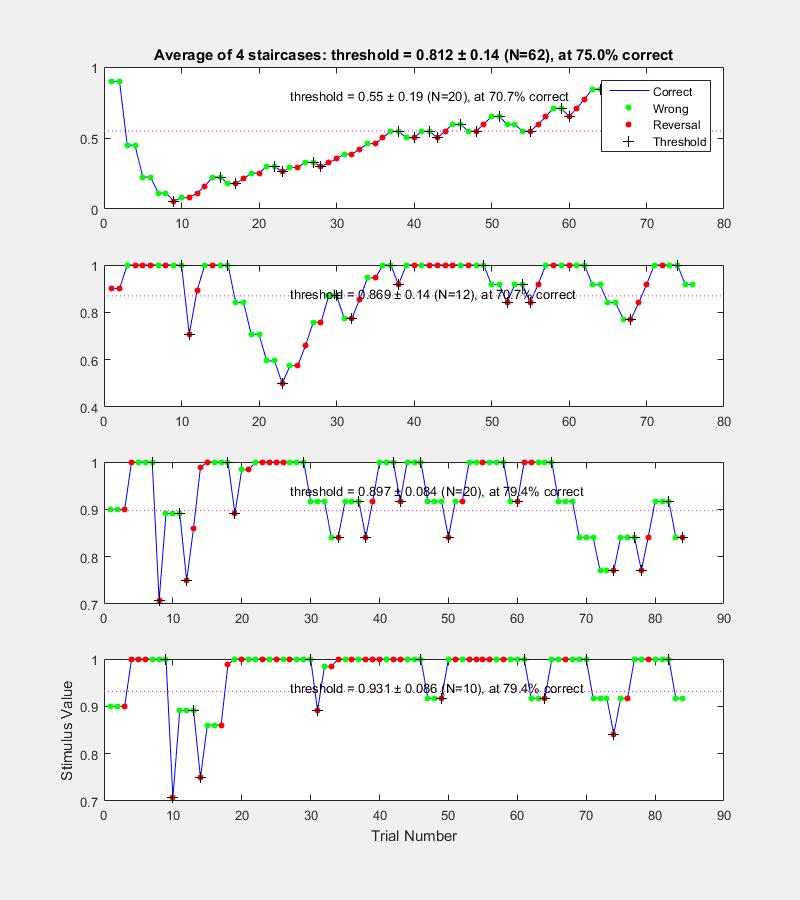 Average of 4 staircases: threshold = 0.812 ± 0.14 (N=62), at 75.0% correct
1
threshold = 0.55 ± 0.19 (N=20), at 70.7% correct
Correct
Wrong
Reversal
Threshold
0.5
0
0 10 20 30 40 50 60 70 80
1
threshold = 0.869 ± 0.14 (N=12), at 70.7% correct
0.8
0.6
0.4
0 10 20 30 40 50 60 70 80
1
threshold = 0.897 ± 0.084 (N=20), at 79.4% correct
0.9
0.8
0.7
0 10 20 30 40 50 60 70 80 90
1
threshold = 0.931 ± 0.086 (N=10), at 79.4% correct
0.9
0.8
0.7
Stimulus Value
0 10 20 30 40 50 60 70 80 90
Trial Number